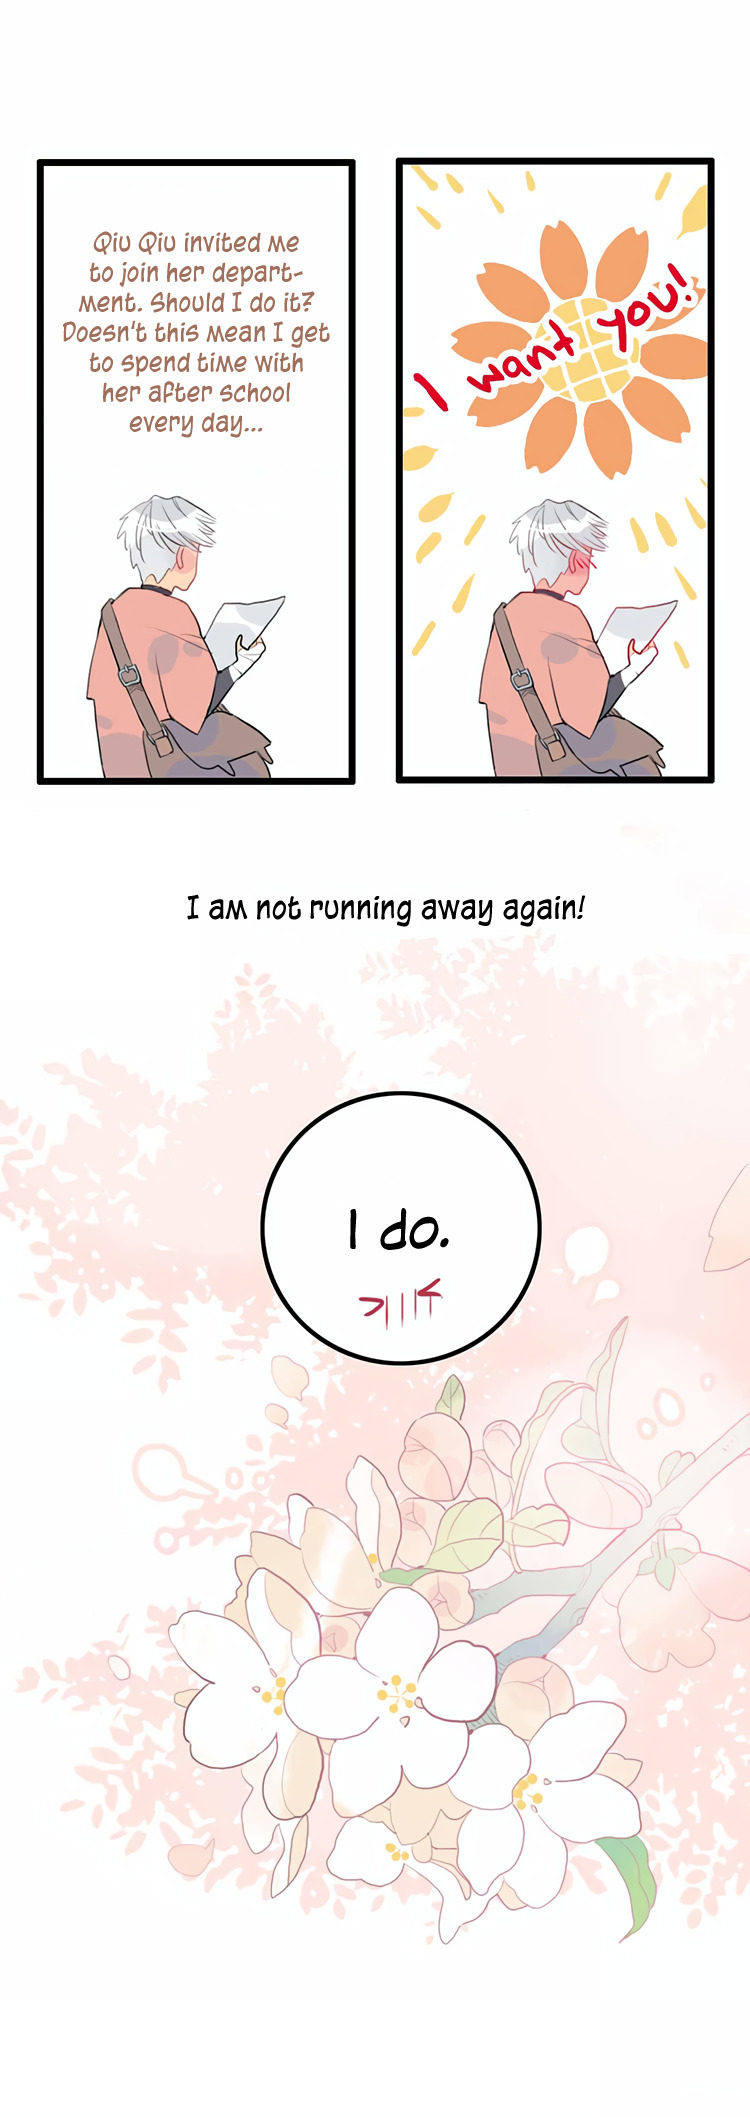 Qiu Qiu invited me
to join her depart-
ment. Should I do it?
Doesn't this mean I get
to spend time with
her after school
every day...
I want you!
I am not running away again!
I do.